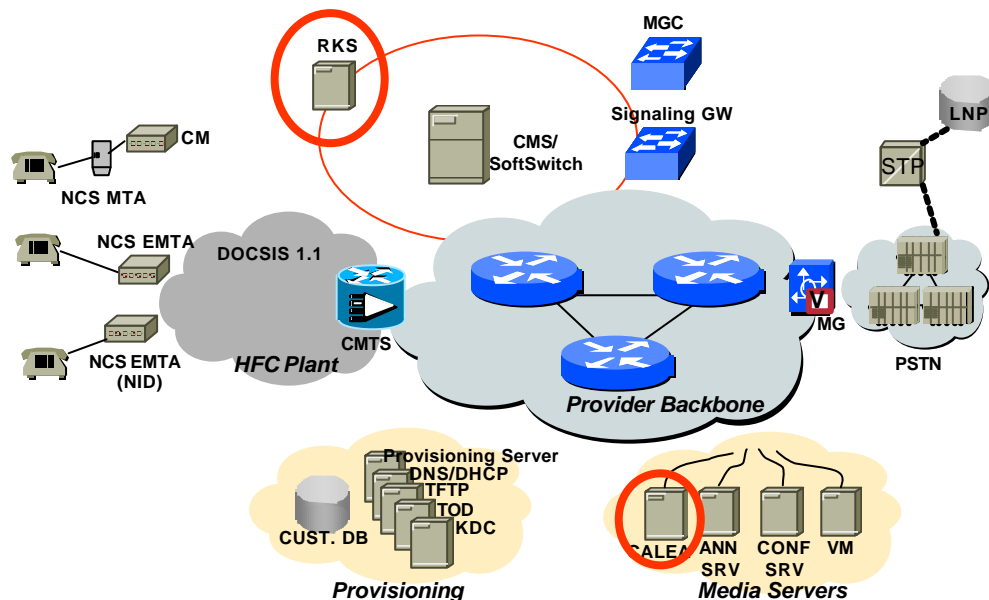 RKS
MGC
LNP
Signaling GW
CM
CMS/
SoftSwitch
STP
NCS MTA
NCS EMTA
DOCSIS 1.1
V
MG
CMTS
NCS EMTA
(NID)
HFC Plant
PSTN
Provider Backbone
Provisioning Server
DNS/DHCP
TFTP
TOD
KDC
CUST. DB
CALEA
ANN
SRV
CONF
SRV
VM
Provisioning
Media Servers